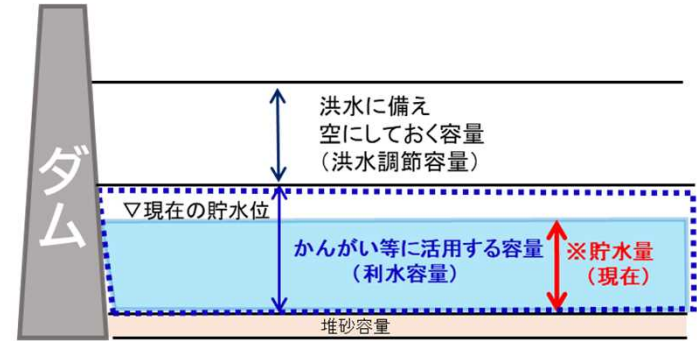 ダム
洪水に備え
空にしておく容量
（洪水調節容量）
▽現在の貯水位
かんがい等に活用する容量
（利水容量）
※貯水量
（現在）
堆砂容量